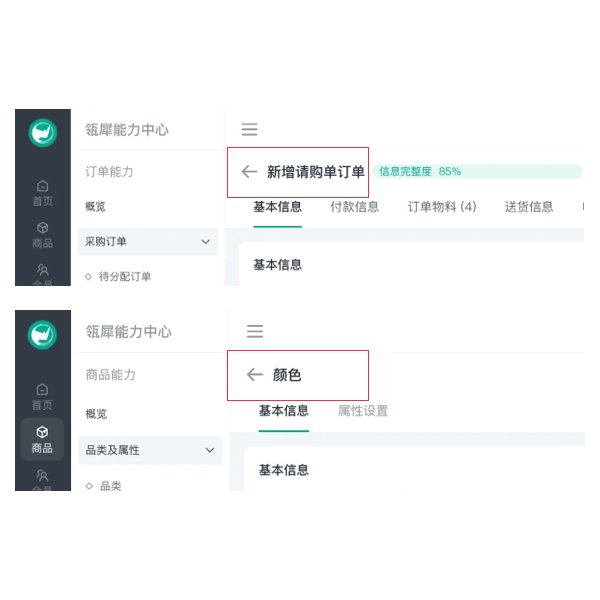 瓴犀能力中心
订单能力
新增请购单订单
信息完整度 85%
首页
概览
基本信息
付款信息
订单物料 (4)
送货信息
商品
采购订单
基本信息
待分配订单
瓴犀能力中心
商品能力
颜色
首页
概览
基本信息
属性设置
商品
品类及属性
基本信息
品类